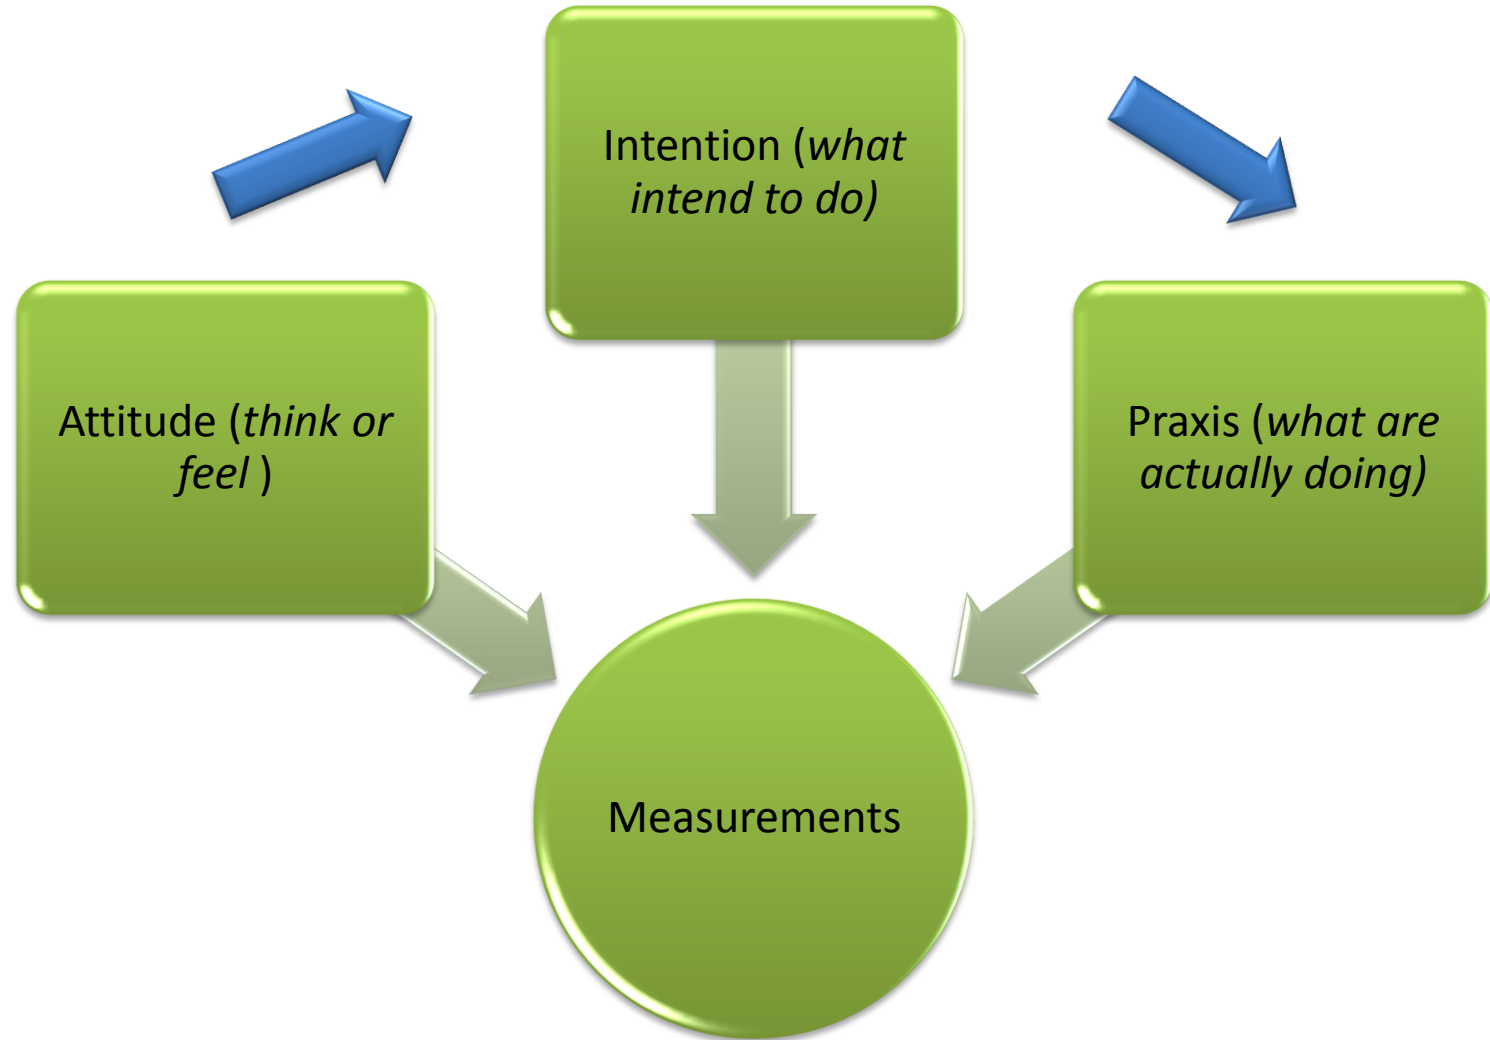 Intention (what
intend to do)
Attitude (think or
feel )
Praxis (what are
actually doing)
Measurements